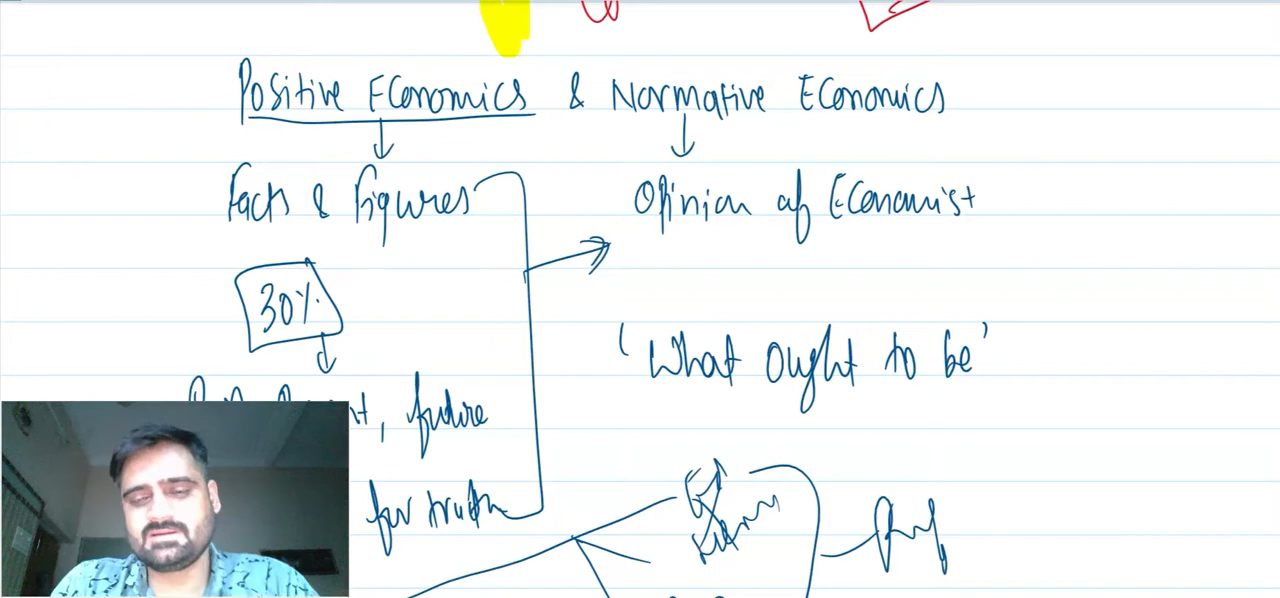 Positive Economics & Normative Economics
Facts & Figures
Opinion of Economist
30%
'What ought to be'
, future
for truth